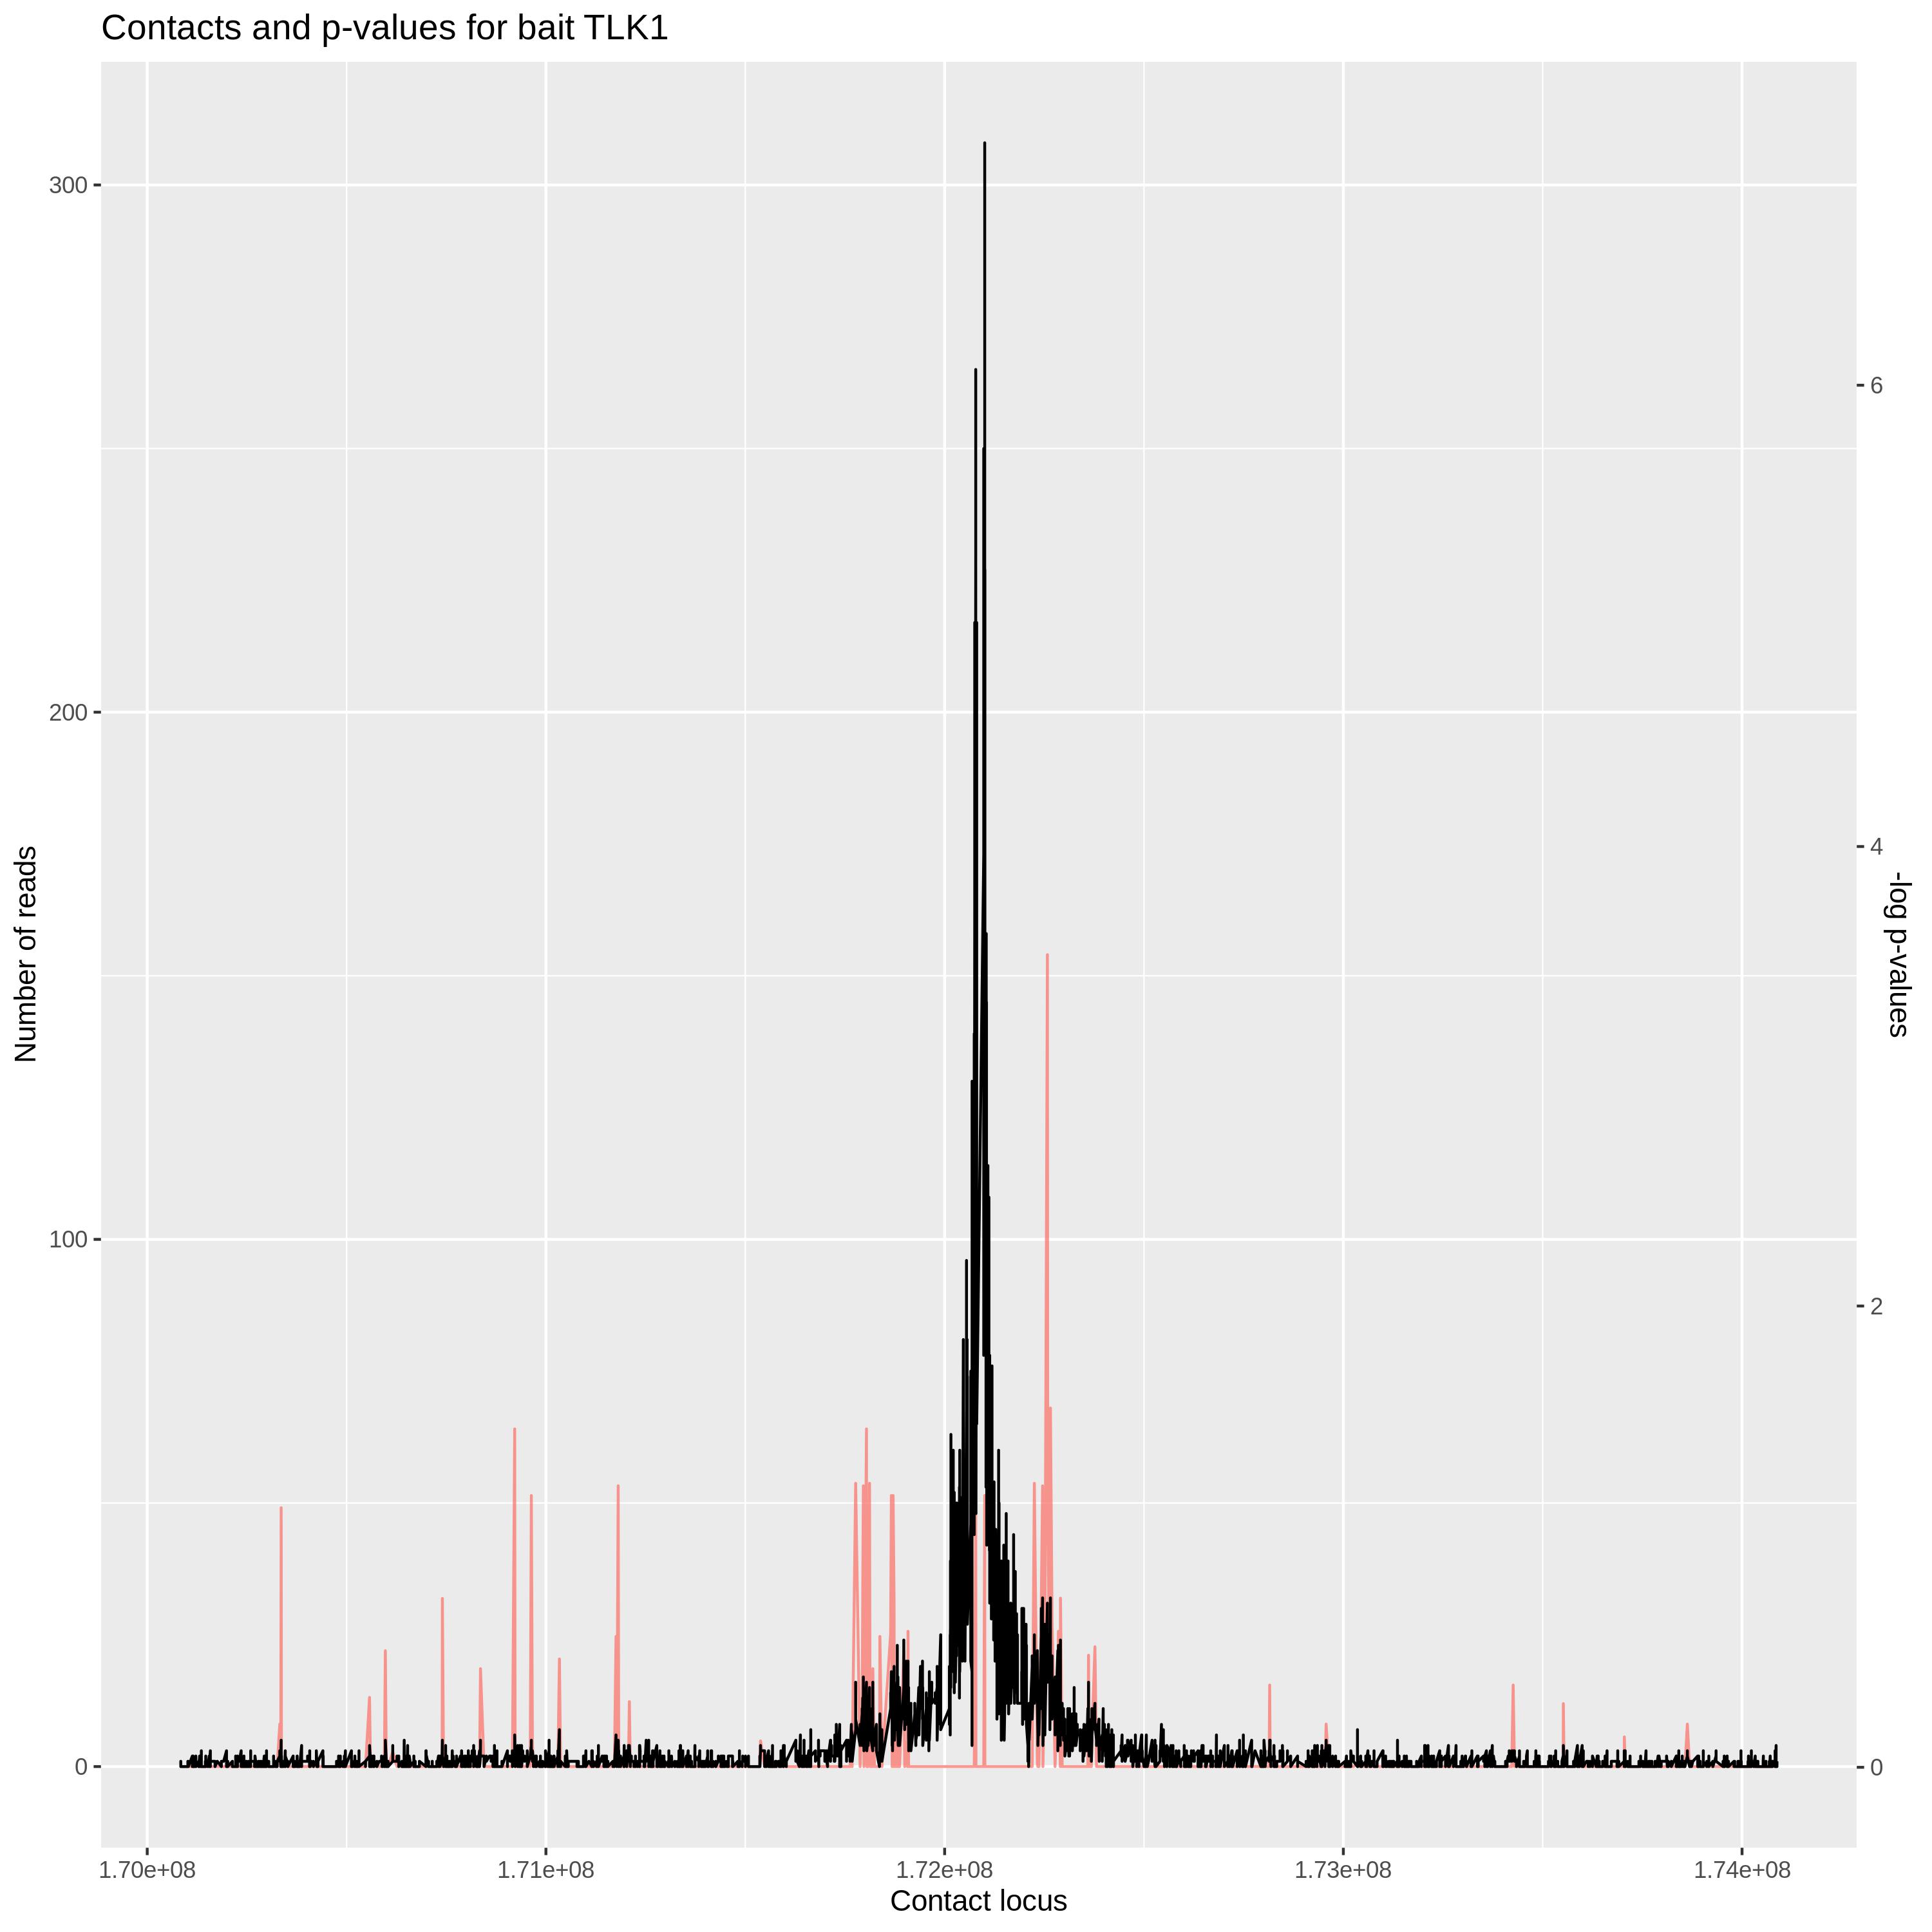 Contacts and p-values for bait TLK1
300
200
100
0
Number of reads
6
4
2
0
-log p-values
1.70e+08
1.71e+08
1.72e+08
1.73e+08
1.74e+08
Contact locus